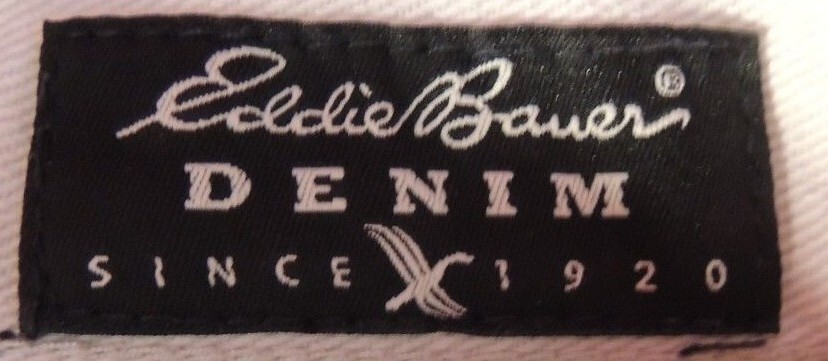 Eddie Bauer ®
DENIM
SINCE 1920